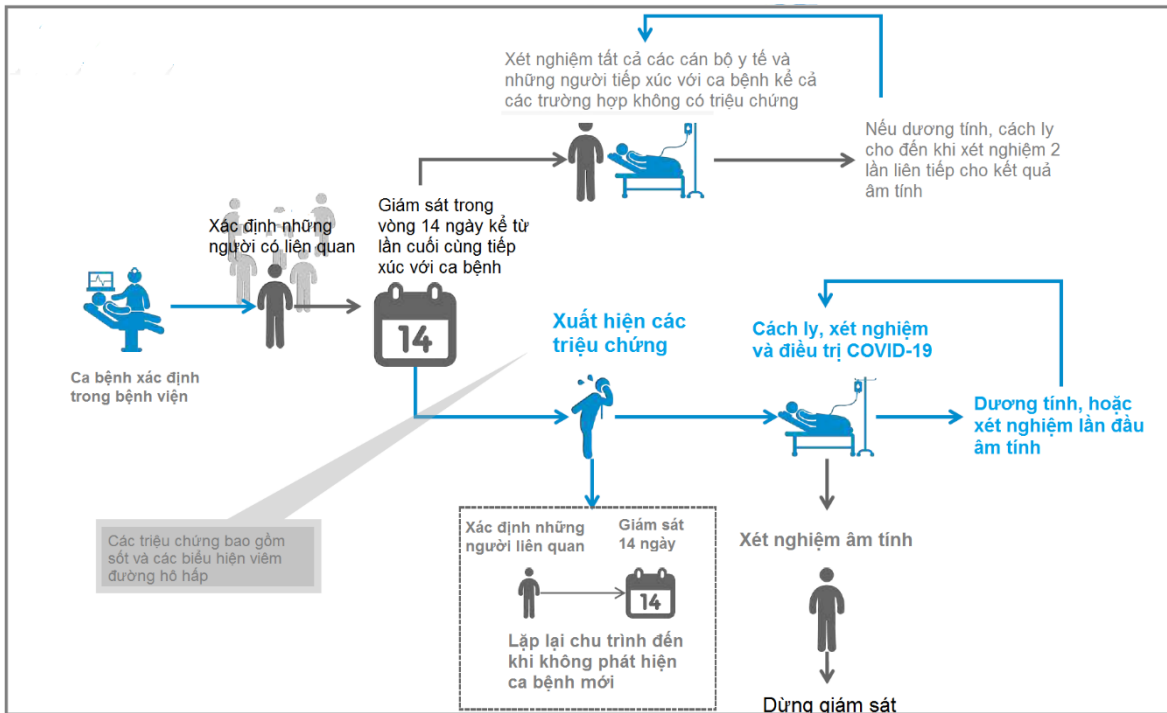 Xét nghiệm tất cả các cán bộ y tế và
những người tiếp xúc với ca bệnh kể cả
các trường hợp không có triệu chứng
Nếu dương tính, cách ly
cho đến khi xét nghiệm 2
lần liên tiếp cho kết quả
âm tính
Xác định những
người có liên quan
Giám sát trong
vòng 14 ngày kể từ
lần cuối cùng tiếp
xúc với ca bệnh
14
Ca bệnh xác định
trong bệnh viện
Xuất hiện các
triệu chứng
Cách ly, xét nghiệm
và điều trị COVID-19
Dương tính, hoặc
xét nghiệm lần đầu
âm tính
Các triệu chứng bao gồm
sốt và các biểu hiện viêm
đường hô hấp
Xác định những
người liên quan
Giám sát
14 ngày
14
Lặp lại chu trình đến
khi không phát hiện
ca bệnh mới
Xét nghiệm âm tính
Dừng giám sát